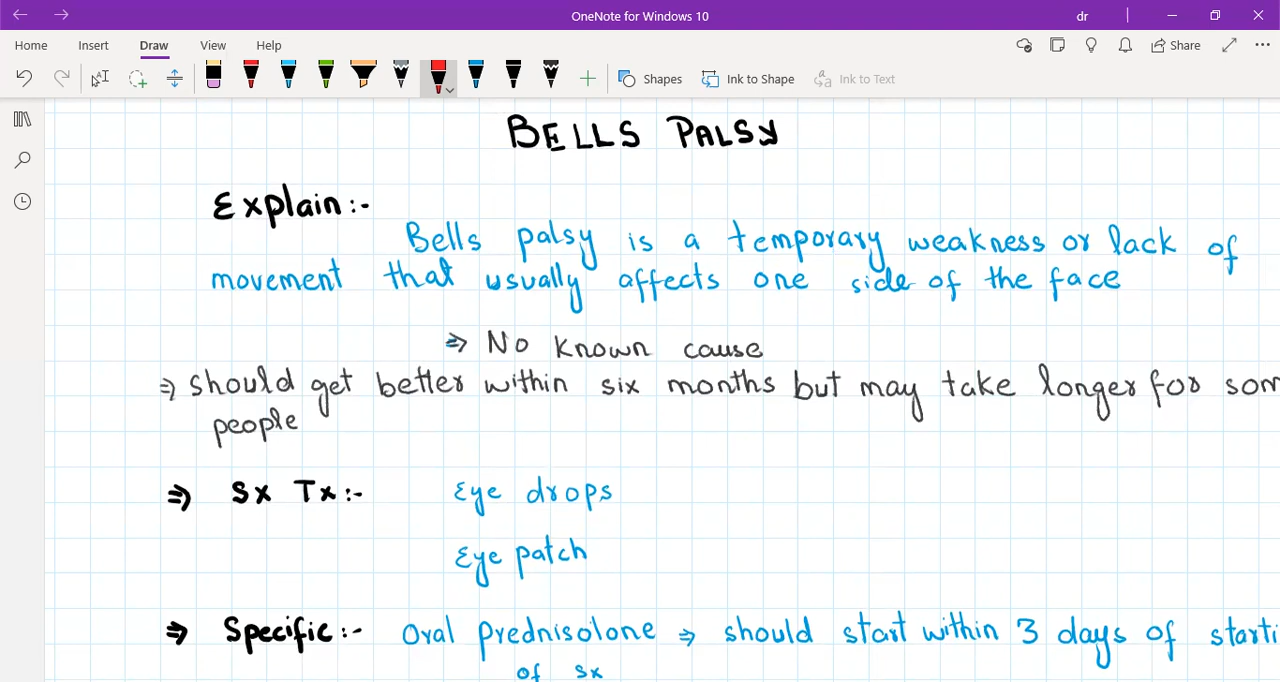 OneNote for Windows 10
dr
Home Insert Draw View Help
Share
Shapes Ink to Shape Ink to Text
BELLS PALSY
Explain:-
Bells palsy is a temporary weakness or lack of
movement that usually affects one side of the face
⇒ No known cause
⇒ should get better within six months but may take longer for som
people
⇒ Sx Tx:- Eye drops
Eye patch
⇒ Specific:- Oral prednisolone ⇒ should start within 3 days of starti
of sx